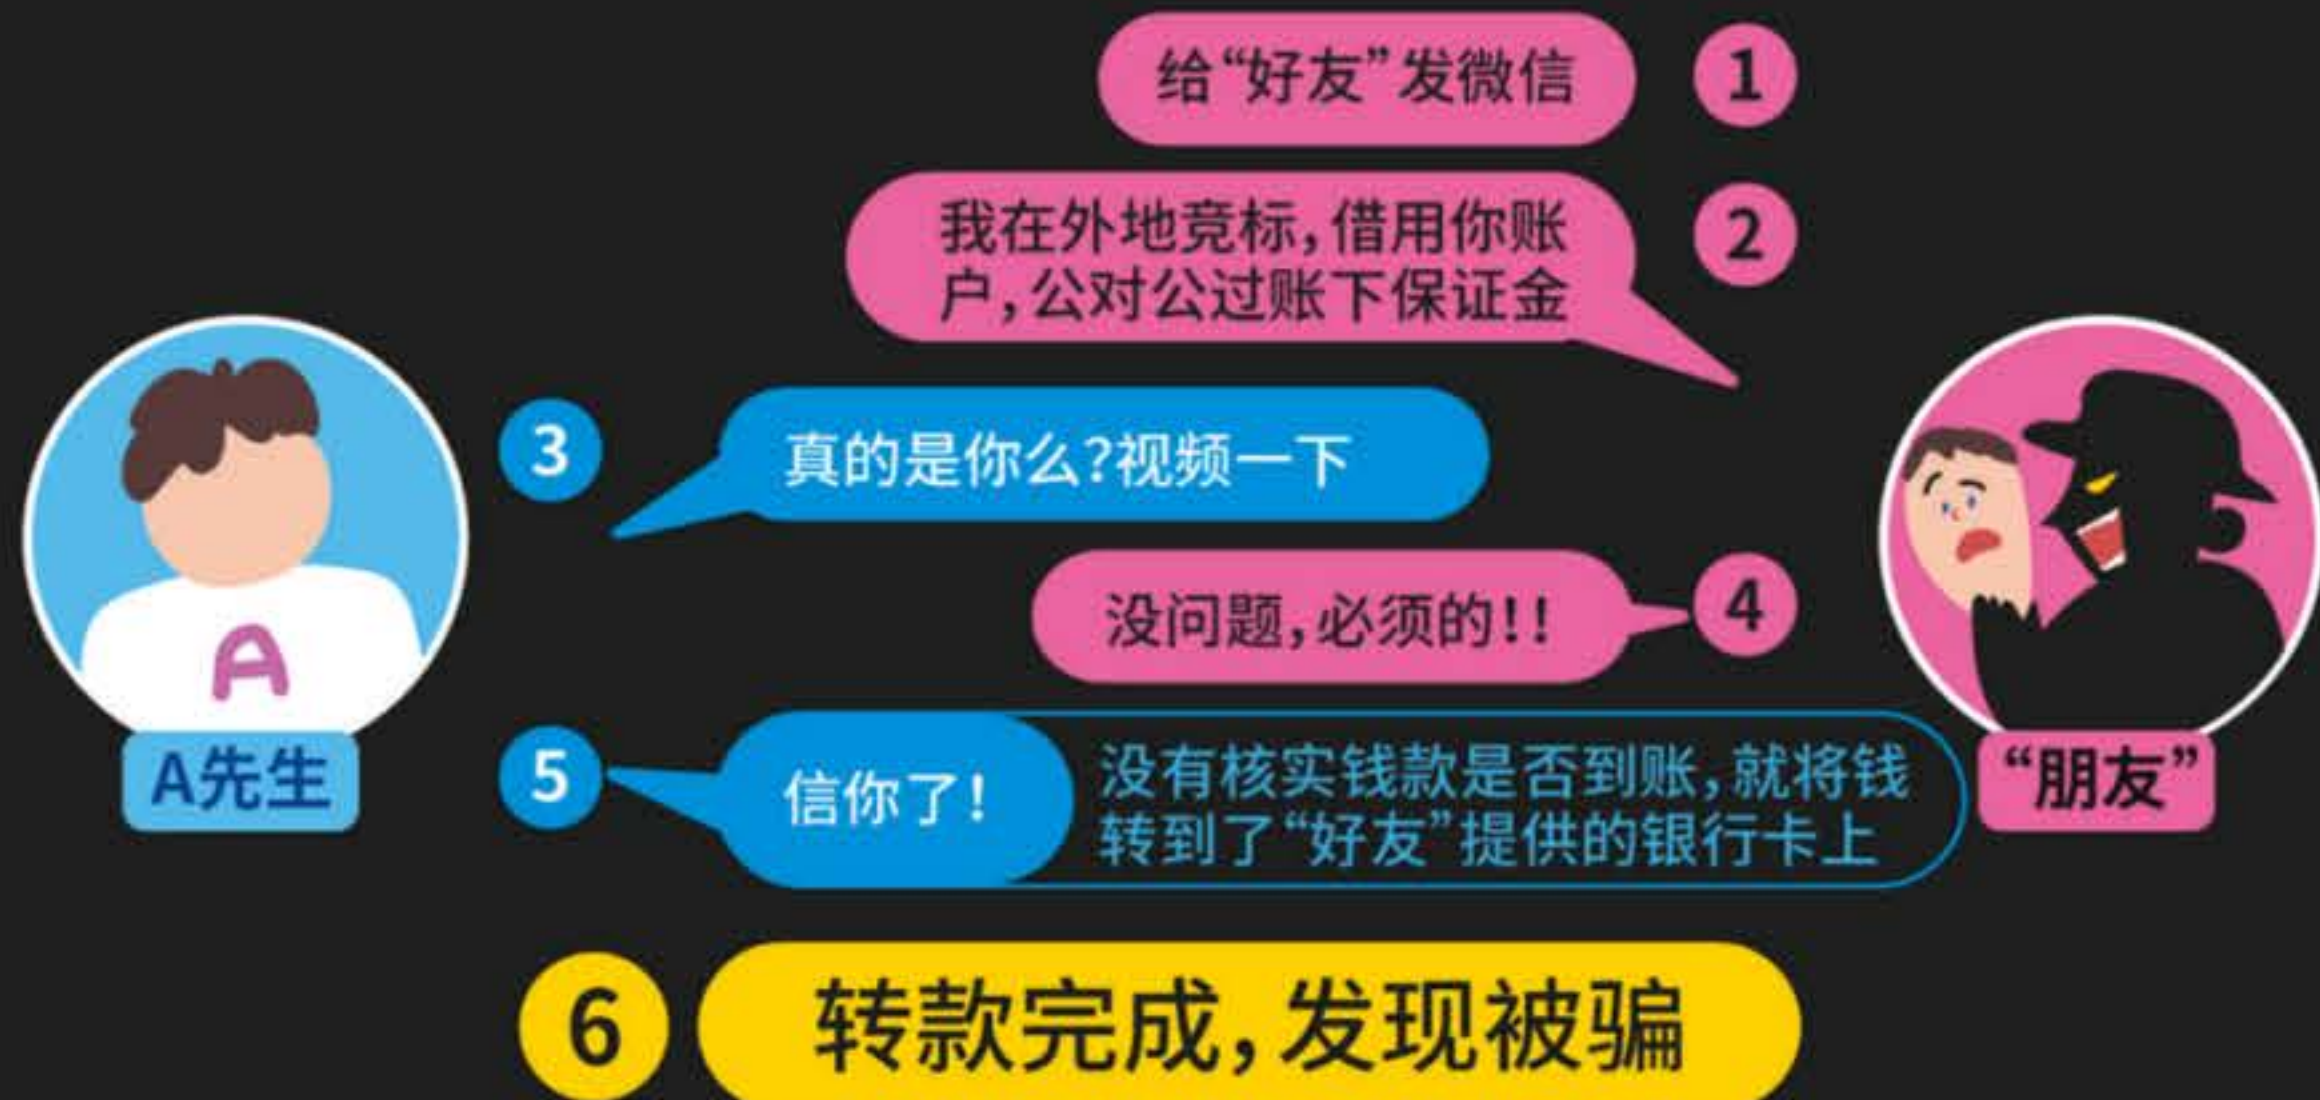 给“好友”发微信
1
我在外地竞标，借用你账
户，公对公过账下保证金
2
3
真的是你么？视频一下
没问题，必须的！！
4
A
A先生
5
信你了！
没有核实钱款是否到账，就将钱
转到了“好友”提供的银行卡上
“朋友”
6
转款完成，发现被骗